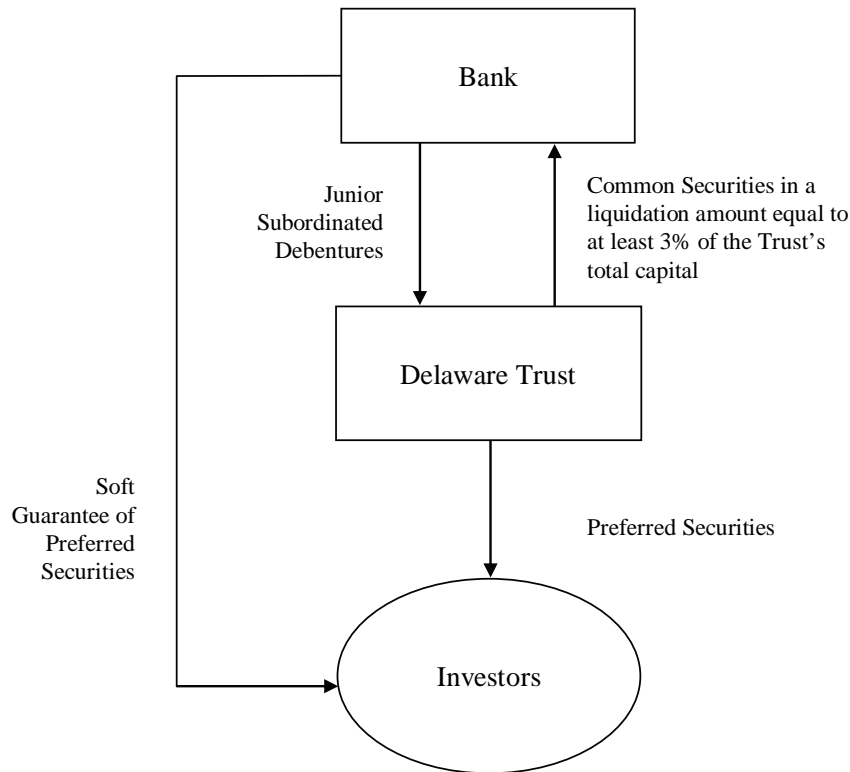 Bank
Junior
Subordinated
Debentures
Common Securities in a
liquidation amount equal to
at least 3% of the Trust’s
total capital
Delaware Trust
Soft
Guarantee of
Preferred
Securities
Preferred Securities
Investors